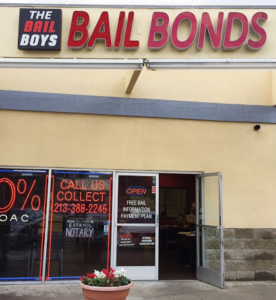 THE
BAIL
BOYS
BAIL BONDS
0%
OAC
CALL US
COLLECT
213-388-2245
ESPAÑOL
NOTARY
OPEN
FREE BAIL
INFORMATION
PAYMENT PLAN